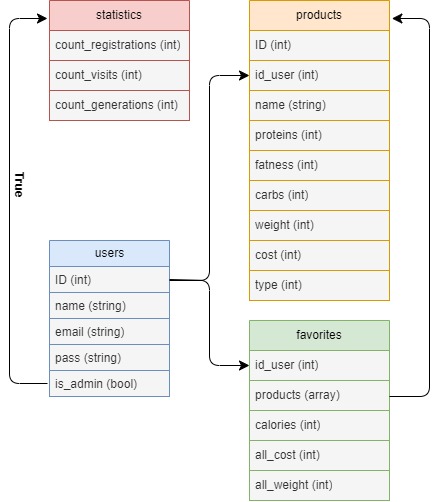 statistics
count_registrations (int)
count_visits (int)
count_generations (int)
products
ID (int)
id_user (int)
name (string)
proteins (int)
fatness (int)
carbs (int)
weight (int)
cost (int)
type (int)
True
users
ID (int)
name (string)
email (string)
pass (string)
is_admin (bool)
favorites
id_user (int)
products (array)
calories (int)
all_cost (int)
all_weight (int)